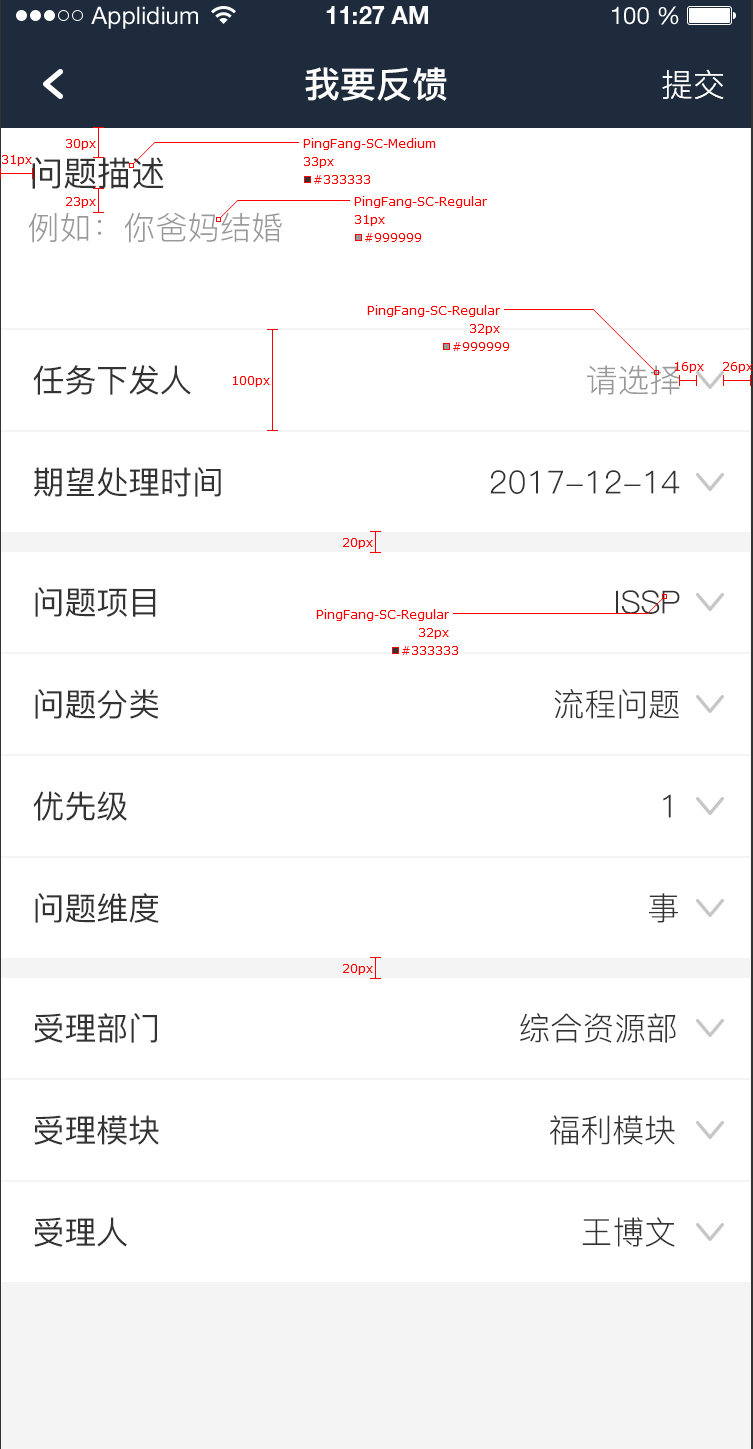 Applidium 11:27 AM 100 %
我要反馈 提交
30px PingFang-SC-Medium
31px 问题描述 33px
#333333
23px PingFang-SC-Regular
例如：你爸妈结婚 31px
#999999
PingFang-SC-Regular
32px
#999999
任务下发人 100px 请选择 16px 26px
期望处理时间 2017-12-14
20px
问题项目 ISSP
PingFang-SC-Regular
32px
#333333
问题分类 流程问题
优先级 1
问题维度 事
20px
受理部门 综合资源部
受理模块 福利模块
受理人 王博文